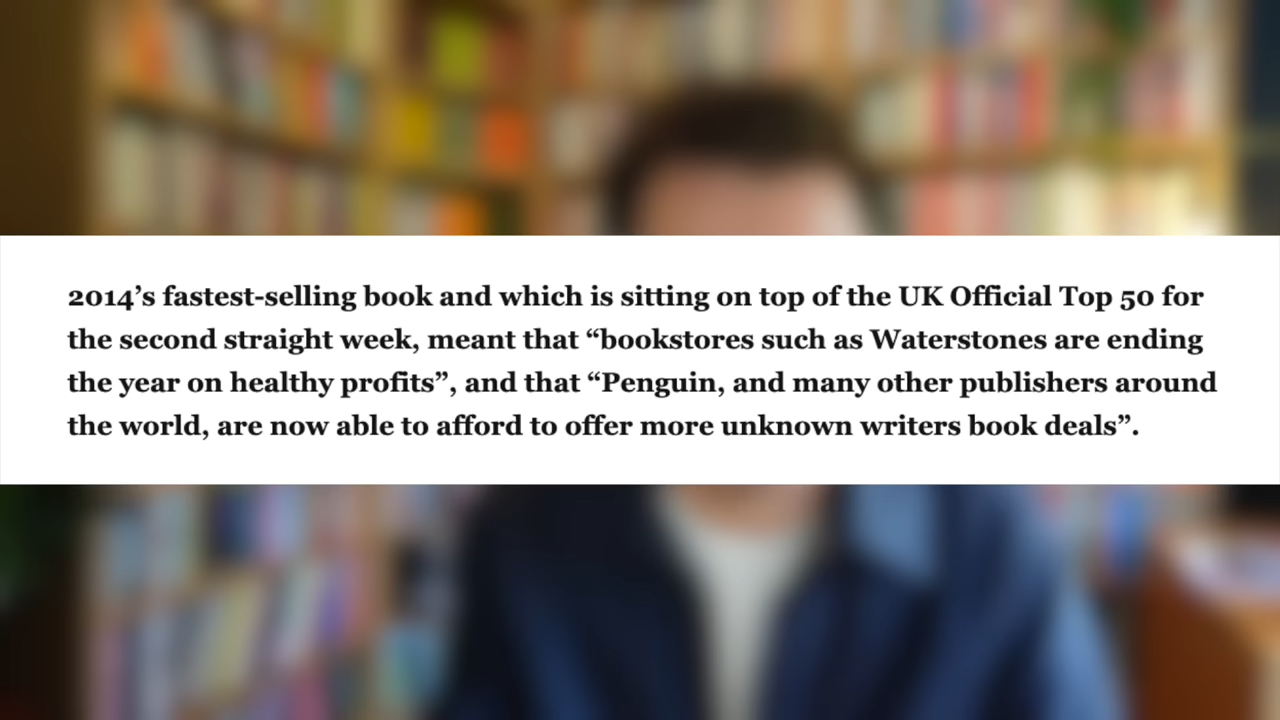 2014’s fastest-selling book and which is sitting on top of the UK Official Top 50 for
the second straight week, meant that “bookstores such as Waterstones are ending
the year on healthy profits”, and that “Penguin, and many other publishers around
the world, are now able to afford to offer more unknown writers book deals”.